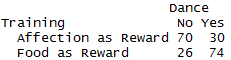 Dance
Training No Yes
Affection as Reward 70 30
Food as Reward 26 74